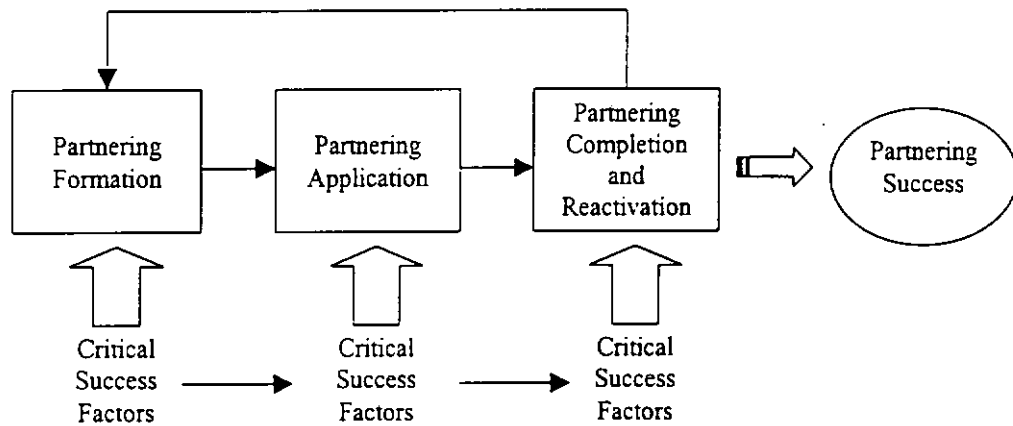 Partnering
Formation
Partnering
Application
Partnering
Completion
and
Reactivation
Partnering
Success
Critical
Success
Factors
Critical
Success
Factors
Critical
Success
Factors